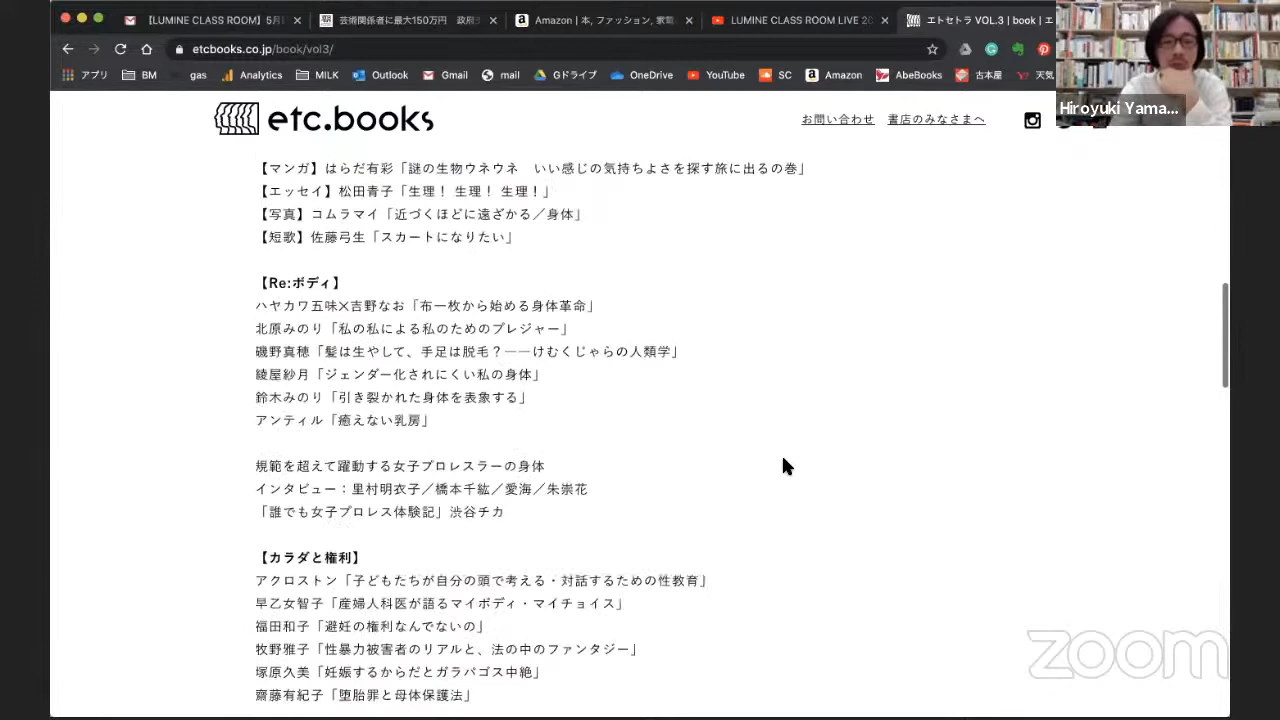 【LUMINE CLASS ROOM】5月
芸術関係者に最大150万円 政府
Amazon | 本, ファッション, 家電
LUMINE CLASS ROOM LIVE 20
エトセトラ VOL.3 | book | エ
etcbooks.co.jp/book/vol3/
アプリ BM gas Analytics MILK Outlook Gmail mail Gドライブ OneDrive YouTube SC Amazon AbeBooks 古本屋 天気
Hiroyuki Yama...
etc.books
お問い合わせ 書店のみなさまへ
【マンガ】はらだ有彩「謎の生物ウネウネ　いい感じの気持ちよさを探す旅に出るの巻」
【エッセイ】松田青子「生理！ 生理！ 生理！」
【写真】コムラマイ「近づくほどに遠ざかる／身体」
【短歌】佐藤弓生「スカートになりたい」
【Re:ボディ】
ハヤカワ五味×吉野なお「布一枚から始める身体革命」
北原みのり「私の私による私のためのプレジャー」
磯野真穂「髪は生やして、手足は脱毛？――けむくじゃらの人類学」
綾屋紗月「ジェンダー化されにくい私の身体」
鈴木みのり「引き裂かれた身体を表象する」
アンティル「癒えない乳房」
規範を超えて躍動する女子プロレスラーの身体
インタビュー：里村明衣子／橋本千紘／愛海／朱崇花
「誰でも女子プロレス体験記」渋谷チカ
【カラダと権利】
アクロストン「子どもたちが自分の頭で考える・対話するための性教育」
早乙女智子「産婦人科医が語るマイボディ・マイチョイス」
福田和子「避妊の権利なんでないの」
牧野雅子「性暴力被害者のリアルと、法の中のファンタジー」
塚原久美「妊娠するからだとガラパゴス中絶」
齋藤有紀子「堕胎罪と母体保護法」
zoom